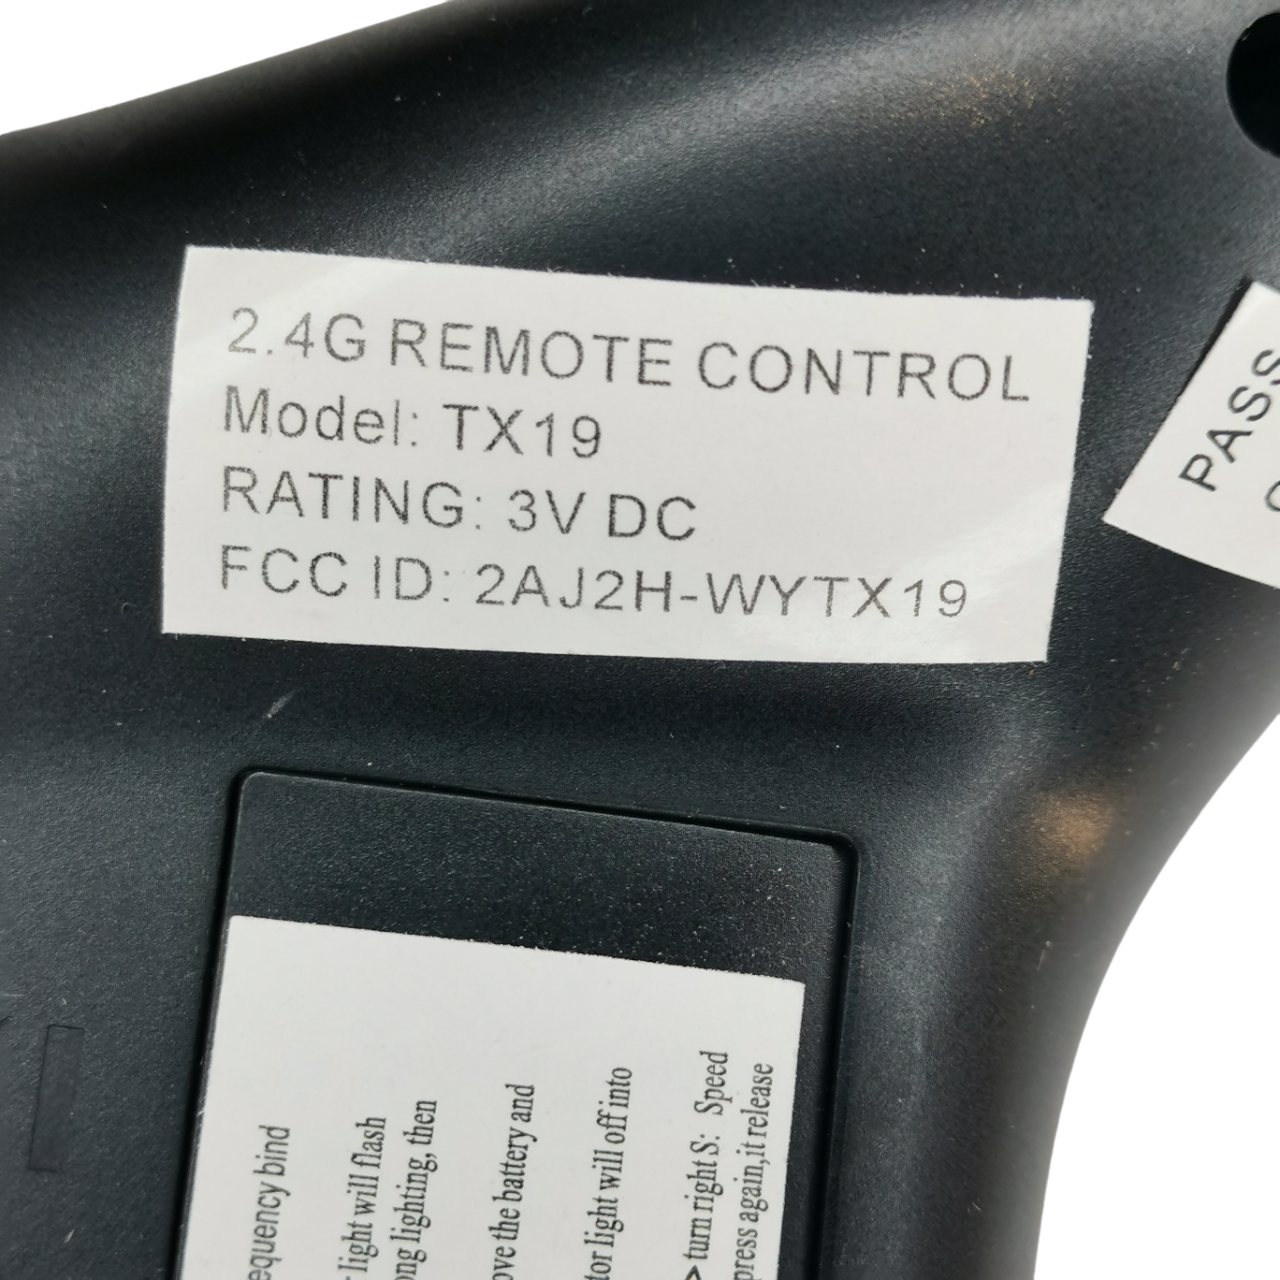 2.4G REMOTE CONTROL
Model: TX19
RATING: 3V DC
FCC ID: 2AJ2H-WYTX19
PASS
equency bind
light will flash
ong lighting, then
ove the battery and
tor light will off into
> turn right S: Speed
press again,it release